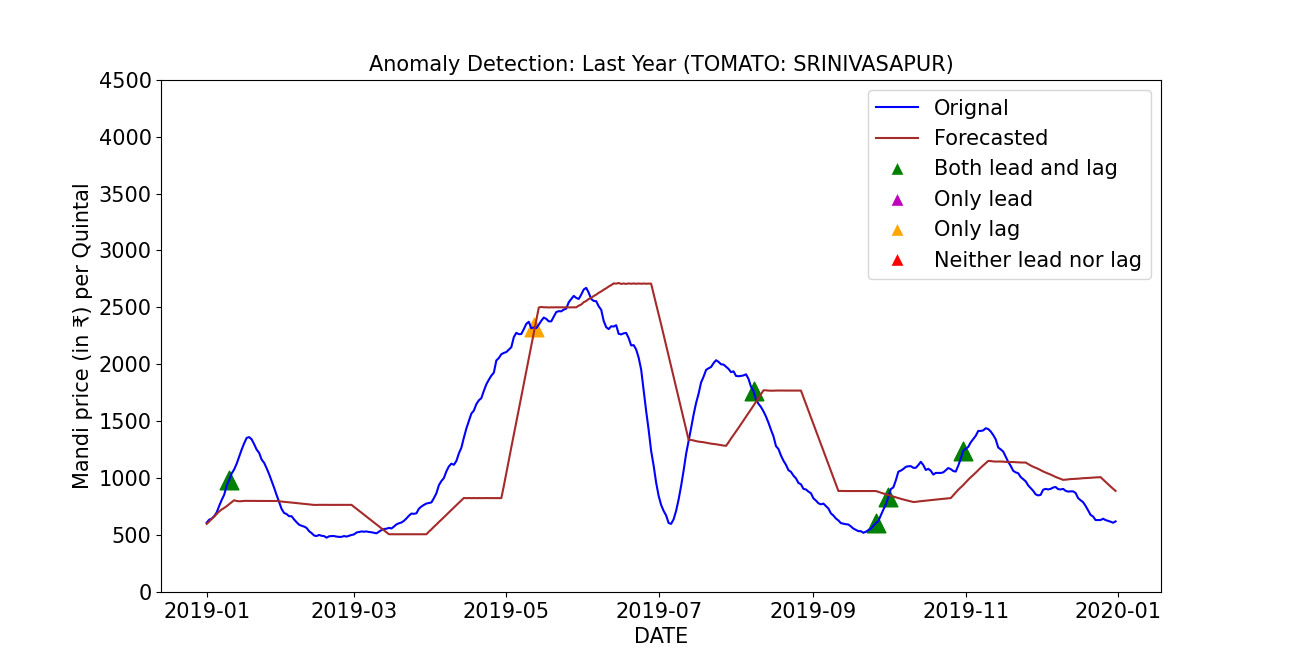 Anomaly Detection: Last Year (TOMATO: SRINIVASAPUR)
Mandi price (in ₹) per Quintal
4500
4000
3500
3000
2500
2000
1500
1000
500
0
Orignal
Forecasted
Both lead and lag
Only lead
Only lag
Neither lead nor lag
2019-01 2019-03 2019-05 2019-07 2019-09 2019-11 2020-01
DATE